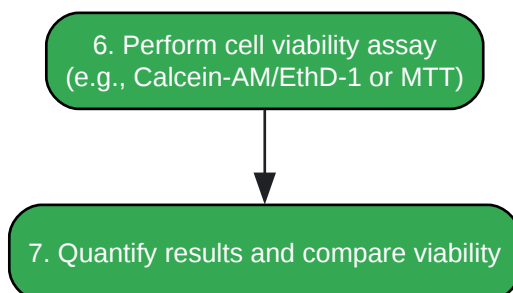 6. Perform cell viability assay
(e.g., Calcein-AM/EthD-1 or MTT)
7. Quantify results and compare viability